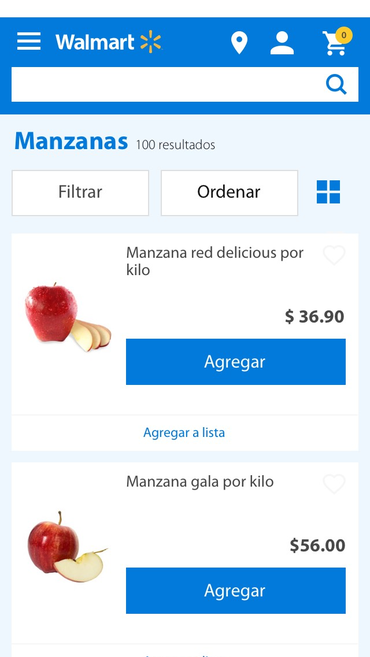 Walmart
0
Manzanas 100 resultados
Filtrar
Ordenar
Manzana red delicious por
kilo
$ 36.90
Agregar
Agregar a lista
Manzana gala por kilo
$56.00
Agregar